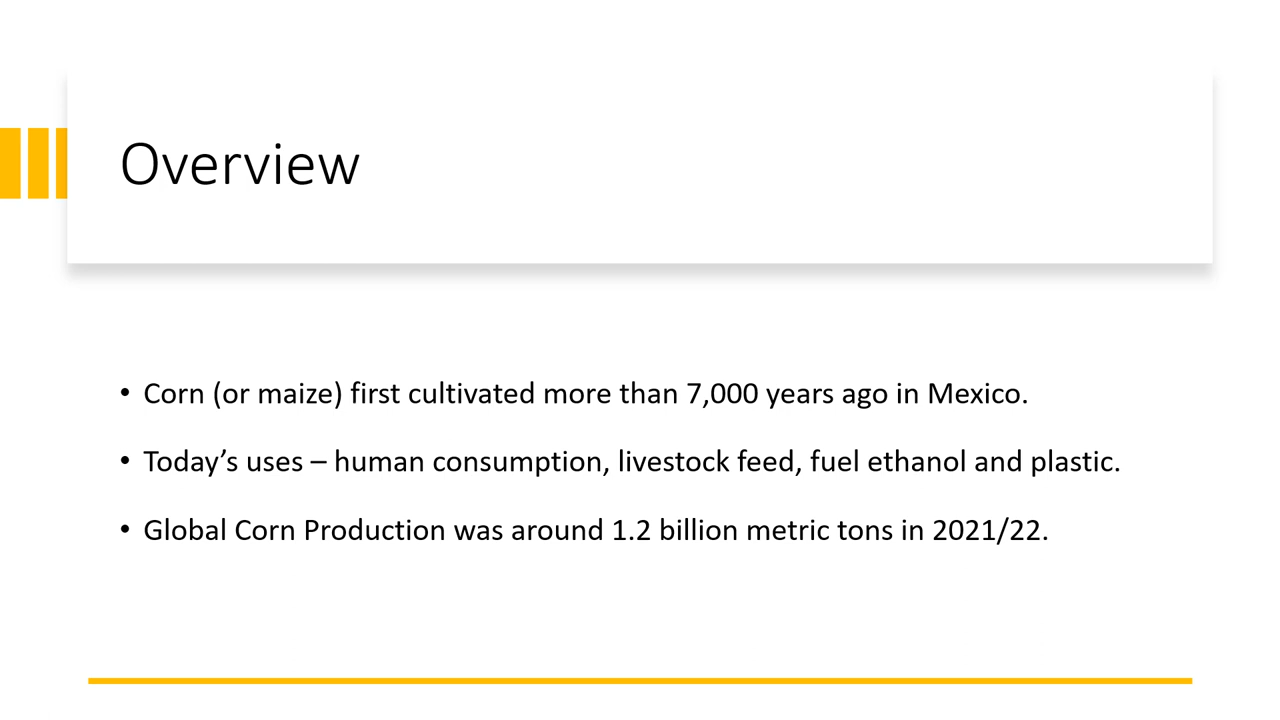 Overview
• Corn (or maize) first cultivated more than 7,000 years ago in Mexico.
• Today’s uses – human consumption, livestock feed, fuel ethanol and plastic.
• Global Corn Production was around 1.2 billion metric tons in 2021/22.